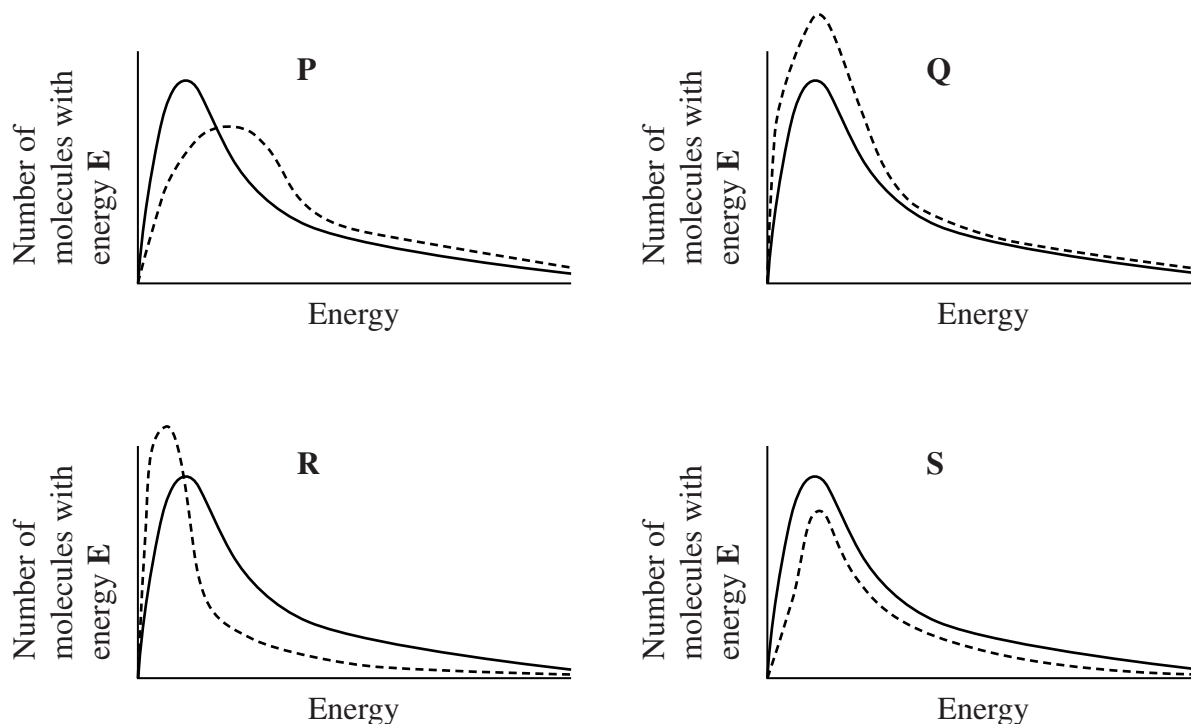 P
Number of
molecules with
energy E
Energy
Q
Number of
molecules with
energy E
Energy
R
Number of
molecules with
energy E
Energy
S
Number of
molecules with
energy E
Energy